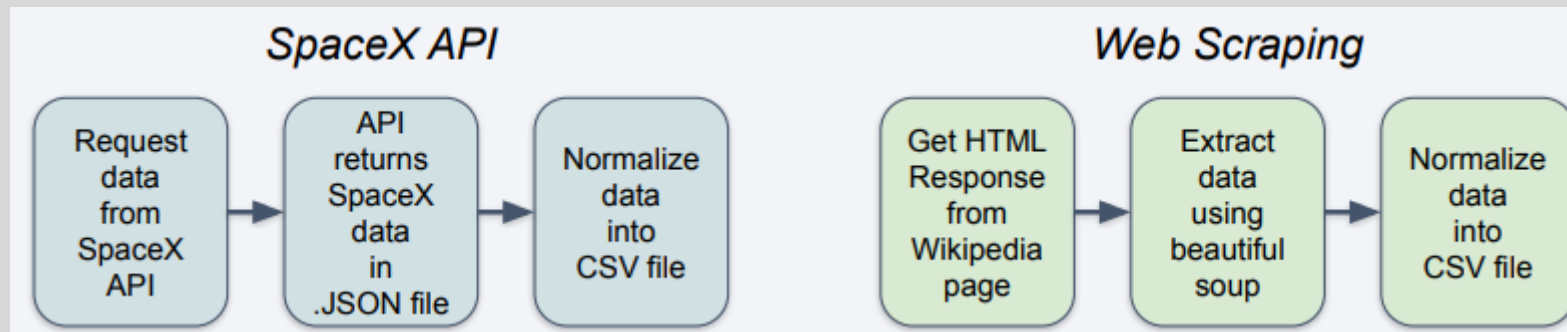 SpaceX API
Request
data
from
SpaceX
API
API
returns
SpaceX
data
in
.JSON file
Normalize
data
into
CSV file
Web Scraping
Get HTML
Response
from
Wikipedia
page
Extract
data
using
beautiful
soup
Normalize
data
into
CSV file